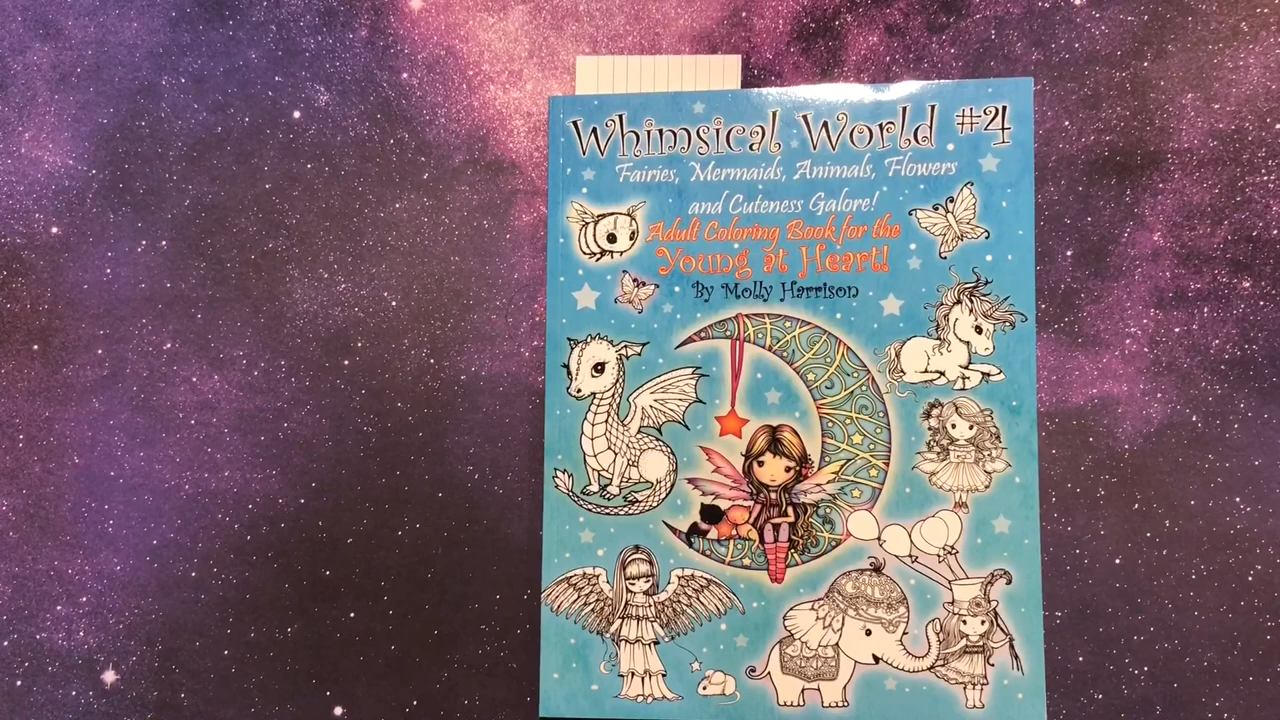 Whimsical World #4
Fairies, Mermaids, Animals, Flowers
and Cuteness Galore!
Adult Coloring Book for the
Young at Heart!
By Molly Harrison